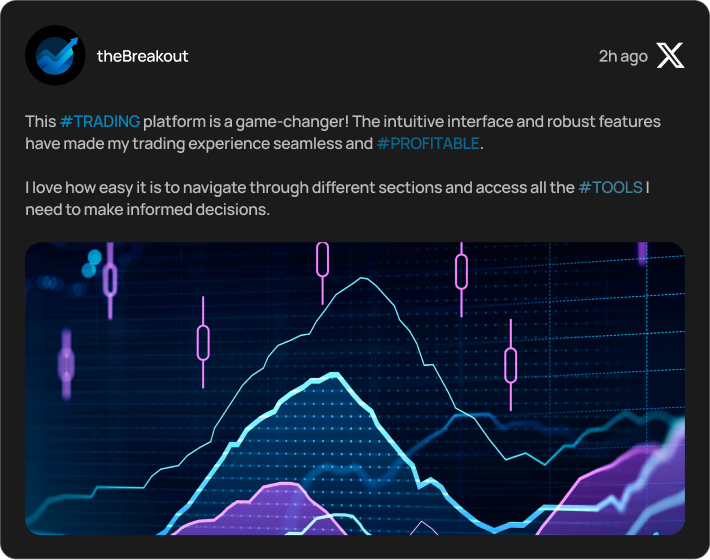 theBreakout
2h ago
This #TRADING platform is a game-changer! The intuitive interface and robust features
have made my trading experience seamless and #PROFITABLE.
I love how easy it is to navigate through different sections and access all the #TOOLS I
need to make informed decisions.